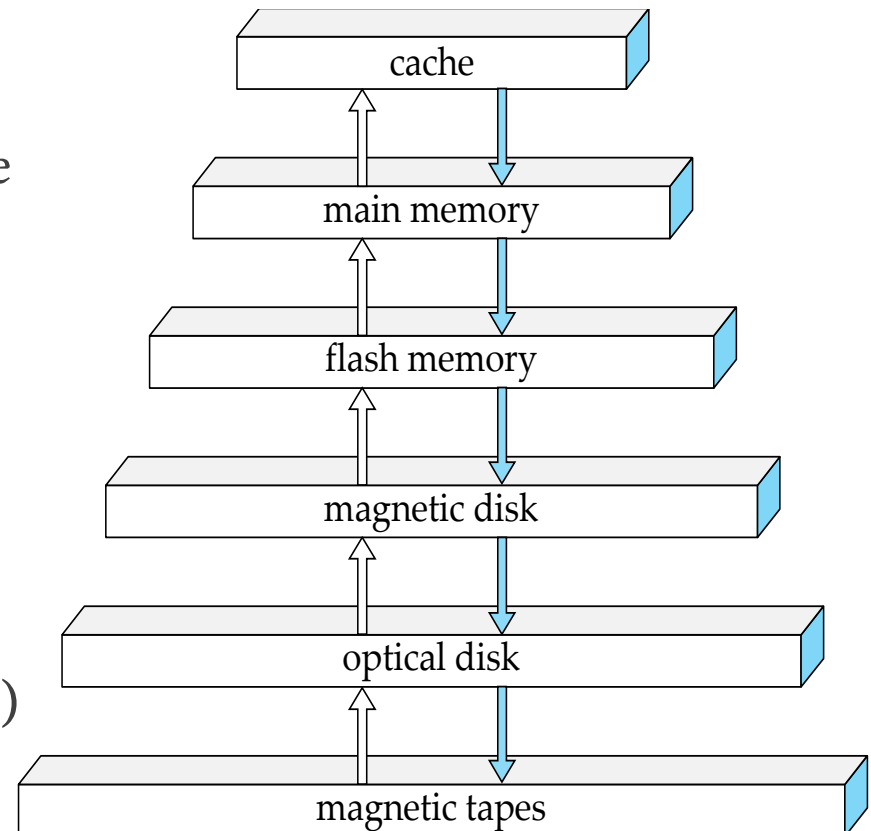 cache
e
main memory
flash memory
magnetic disk
optical disk
)
magnetic tapes